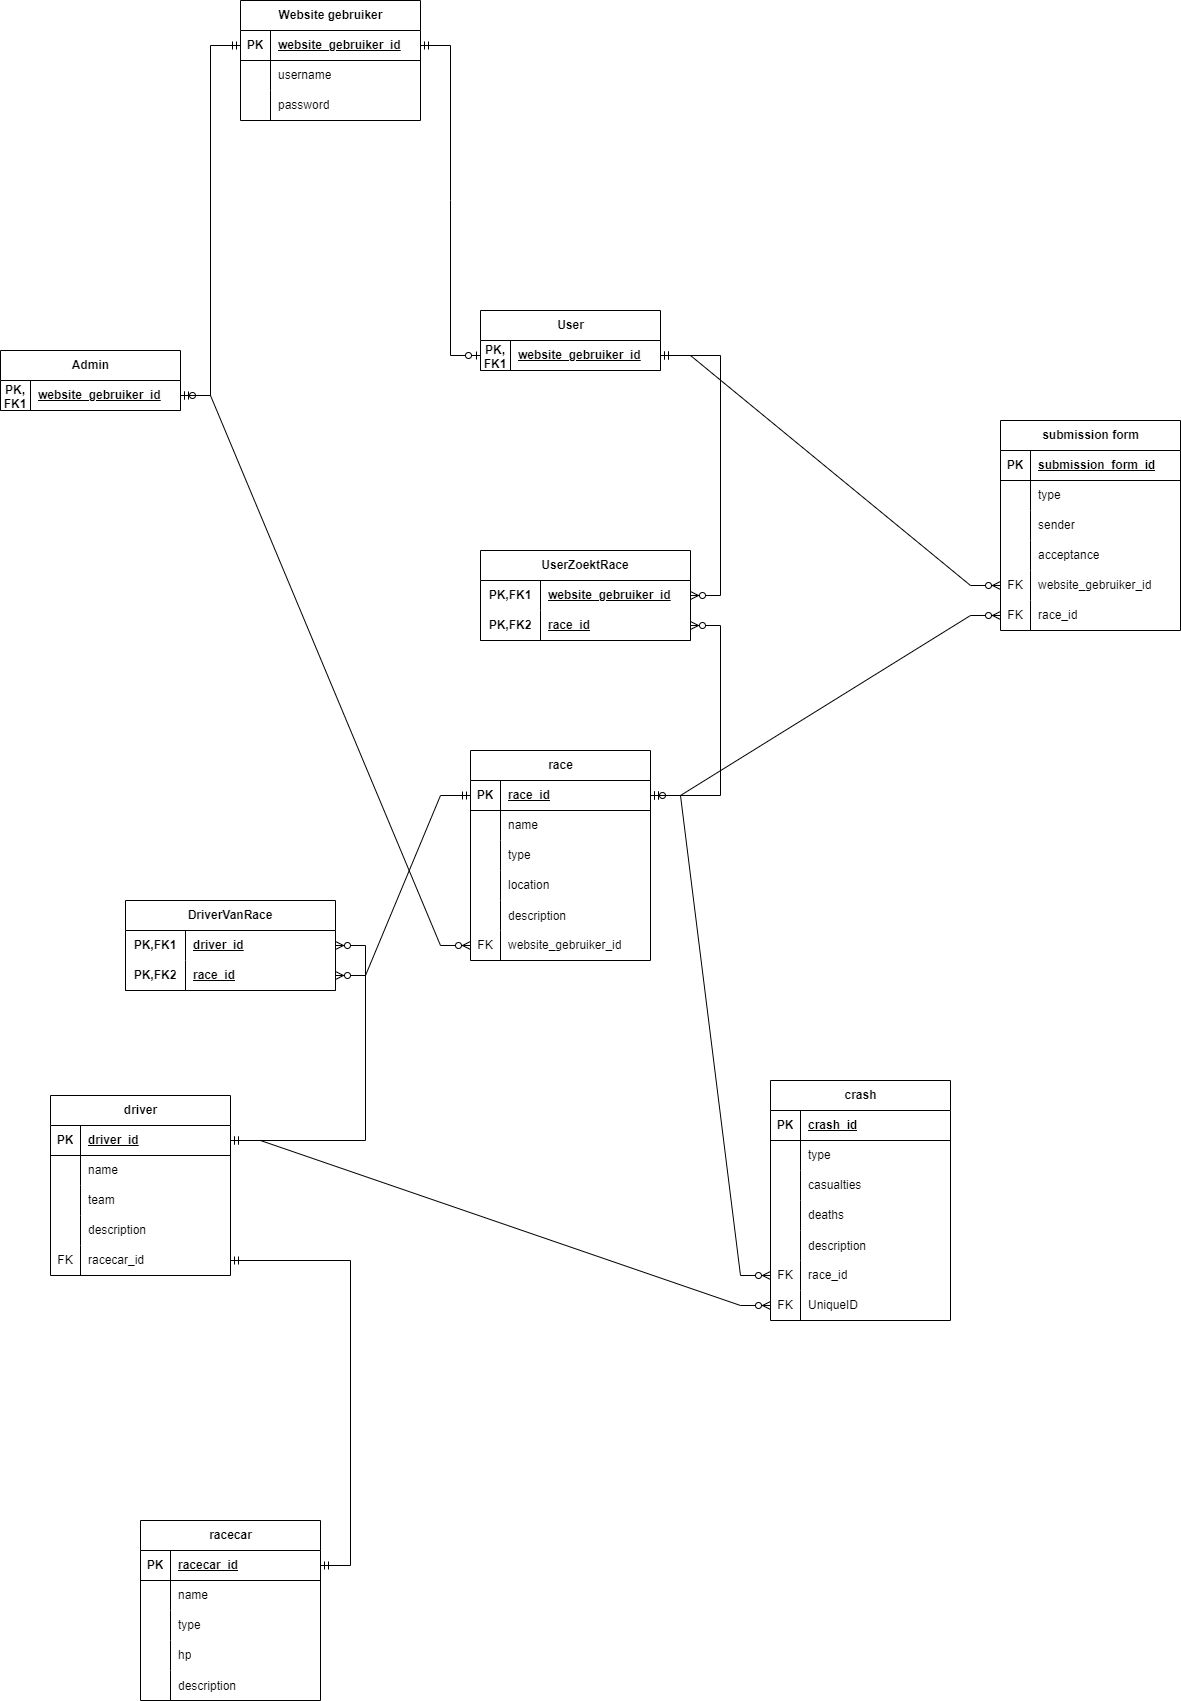 Website gebruiker
PK website_gebruiker_id
username
password
User
PK,
FK1 website_gebruiker_id
Admin
PK,
FK1 website_gebruiker_id
submission form
PK submission_form_id
type
sender
acceptance
FK website_gebruiker_id
FK race_id
UserZoektRace
PK,FK1 website_gebruiker_id
PK,FK2 race_id
race
PK race_id
name
type
location
description
FK website_gebruiker_id
DriverVanRace
PK,FK1 driver_id
PK,FK2 race_id
driver
PK driver_id
name
team
description
FK racecar_id
crash
PK crash_id
type
casualties
deaths
description
FK race_id
FK UniqueID
racecar
PK racecar_id
name
type
hp
description